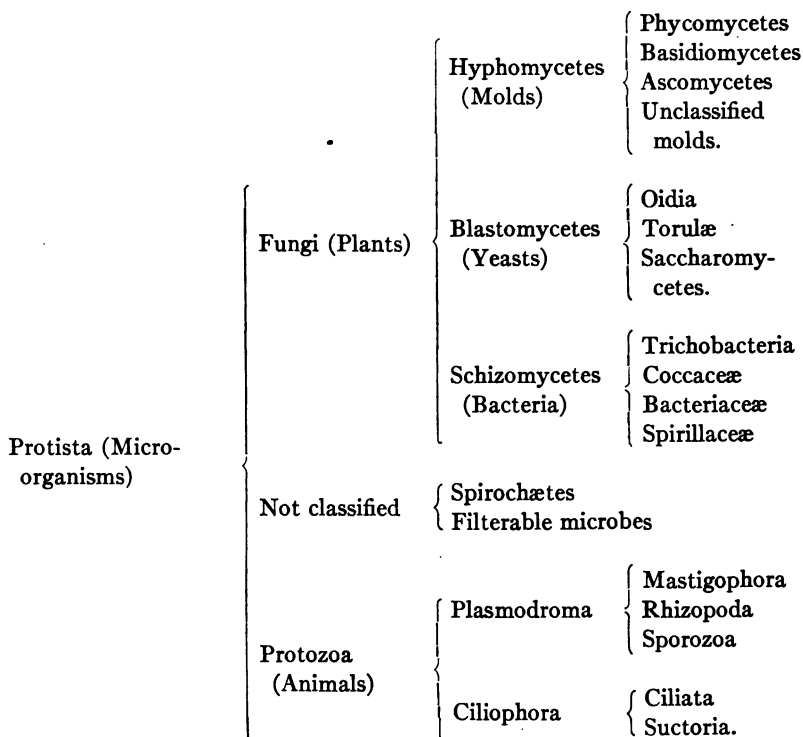 Protista (Micro-
organisms)
Fungi (Plants)
Hyphomycetes
(Molds)
Phycomycetes
Basidiomycetes
Ascomycetes
Unclassified
molds.
Blastomycetes
(Yeasts)
Oidia
Torulæ
Saccharomy-
cetes.
Schizomycetes
(Bacteria)
Trichobacteria
Coccaceæ
Bacteriaceæ
Spirillaceæ
Not classified
Spirochætes
Filterable microbes
Protozoa
(Animals)
Plasmodroma
Mastigophora
Rhizopoda
Sporozoa
Ciliophora
Ciliata
Suctoria.